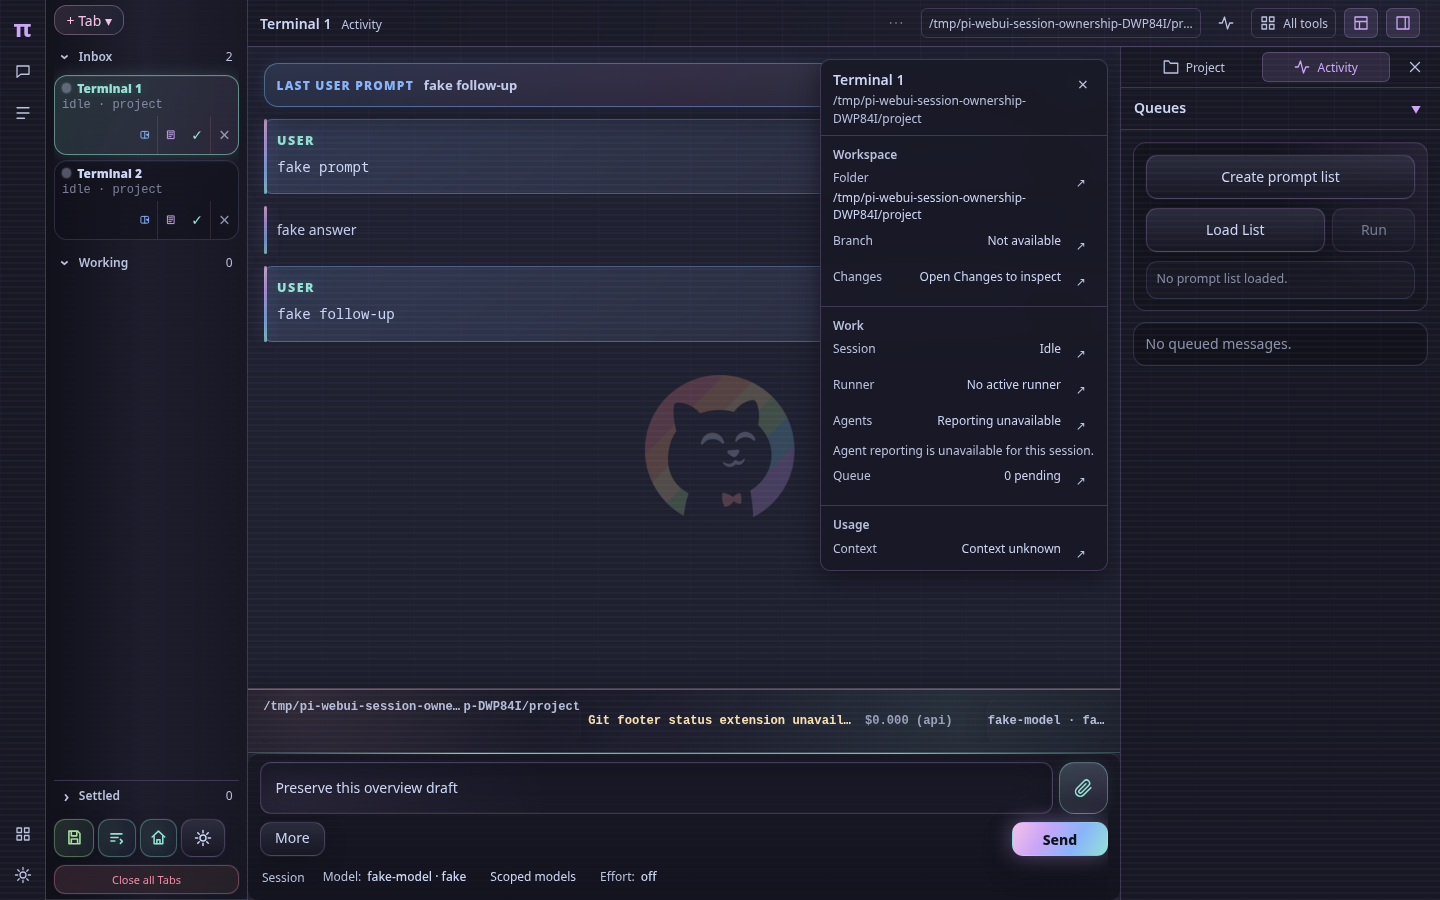 π
+ Tab ▾
Inbox 2
Terminal 1
idle · project
Terminal 2
idle · project
Working 0
Settled 0
Close all Tabs
Terminal 1 Activity
··· /tmp/pi-webui-session-ownership-DWP84I/pr... All tools
LAST USER PROMPT fake follow-up
USER
fake prompt
fake answer
USER
fake follow-up
Terminal 1
/tmp/pi-webui-session-ownership-
DWP84I/project
Workspace
Folder
/tmp/pi-webui-session-ownership-
DWP84I/project
Branch Not available
Changes Open Changes to inspect
Work
Session Idle
Runner No active runner
Agents Reporting unavailable
Agent reporting is unavailable for this session.
Queue 0 pending
Usage
Context Context unknown
/tmp/pi-webui-session-owne… p-DWP84I/project
Git footer status extension unavail… $0.000 (api) fake-model · fa…
Preserve this overview draft
More
Send
Session Model: fake-model · fake Scoped models Effort: off
Project Activity
Queues
Create prompt list
Load List Run
No prompt list loaded.
No queued messages.